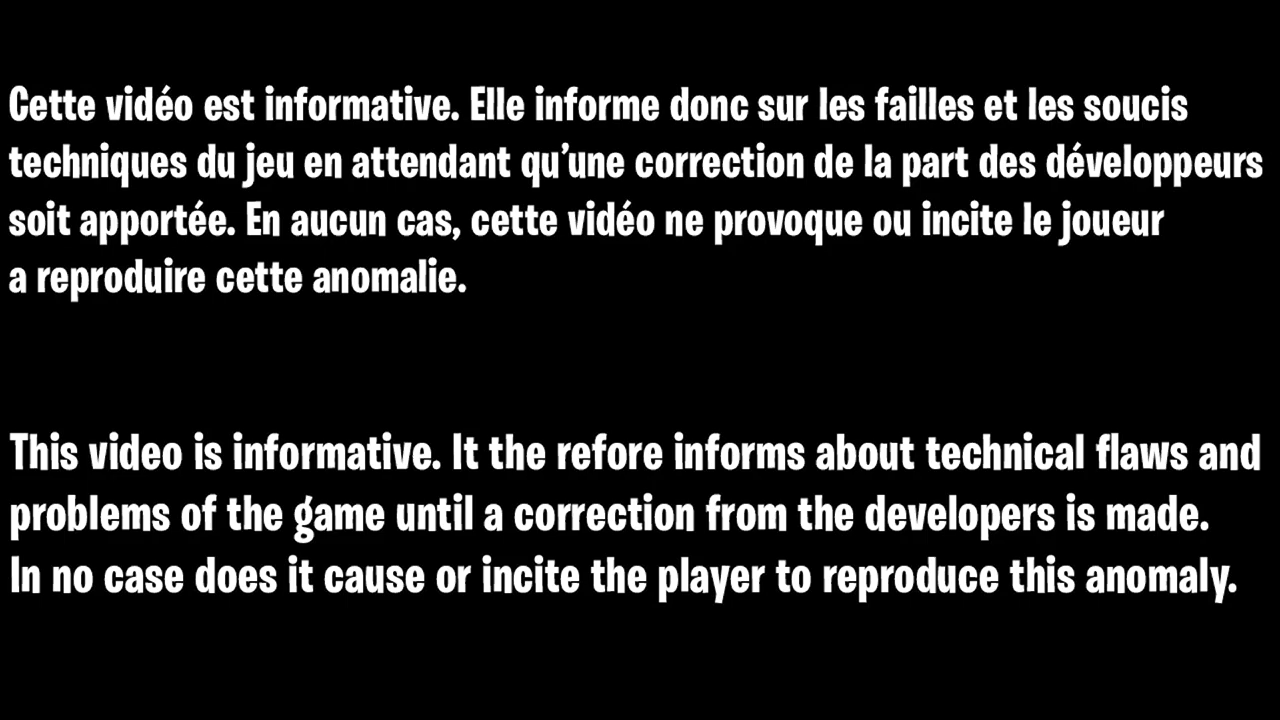 Cette vidéo est informative. Elle informe donc sur les failles et les soucis
techniques du jeu en attendant qu’une correction de la part des développeurs
soit apportée. En aucun cas, cette vidéo ne provoque ou incite le joueur
a reproduire cette anomalie.
This video is informative. It the refore informs about technical flaws and
problems of the game until a correction from the developers is made.
In no case does it cause or incite the player to reproduce this anomaly.